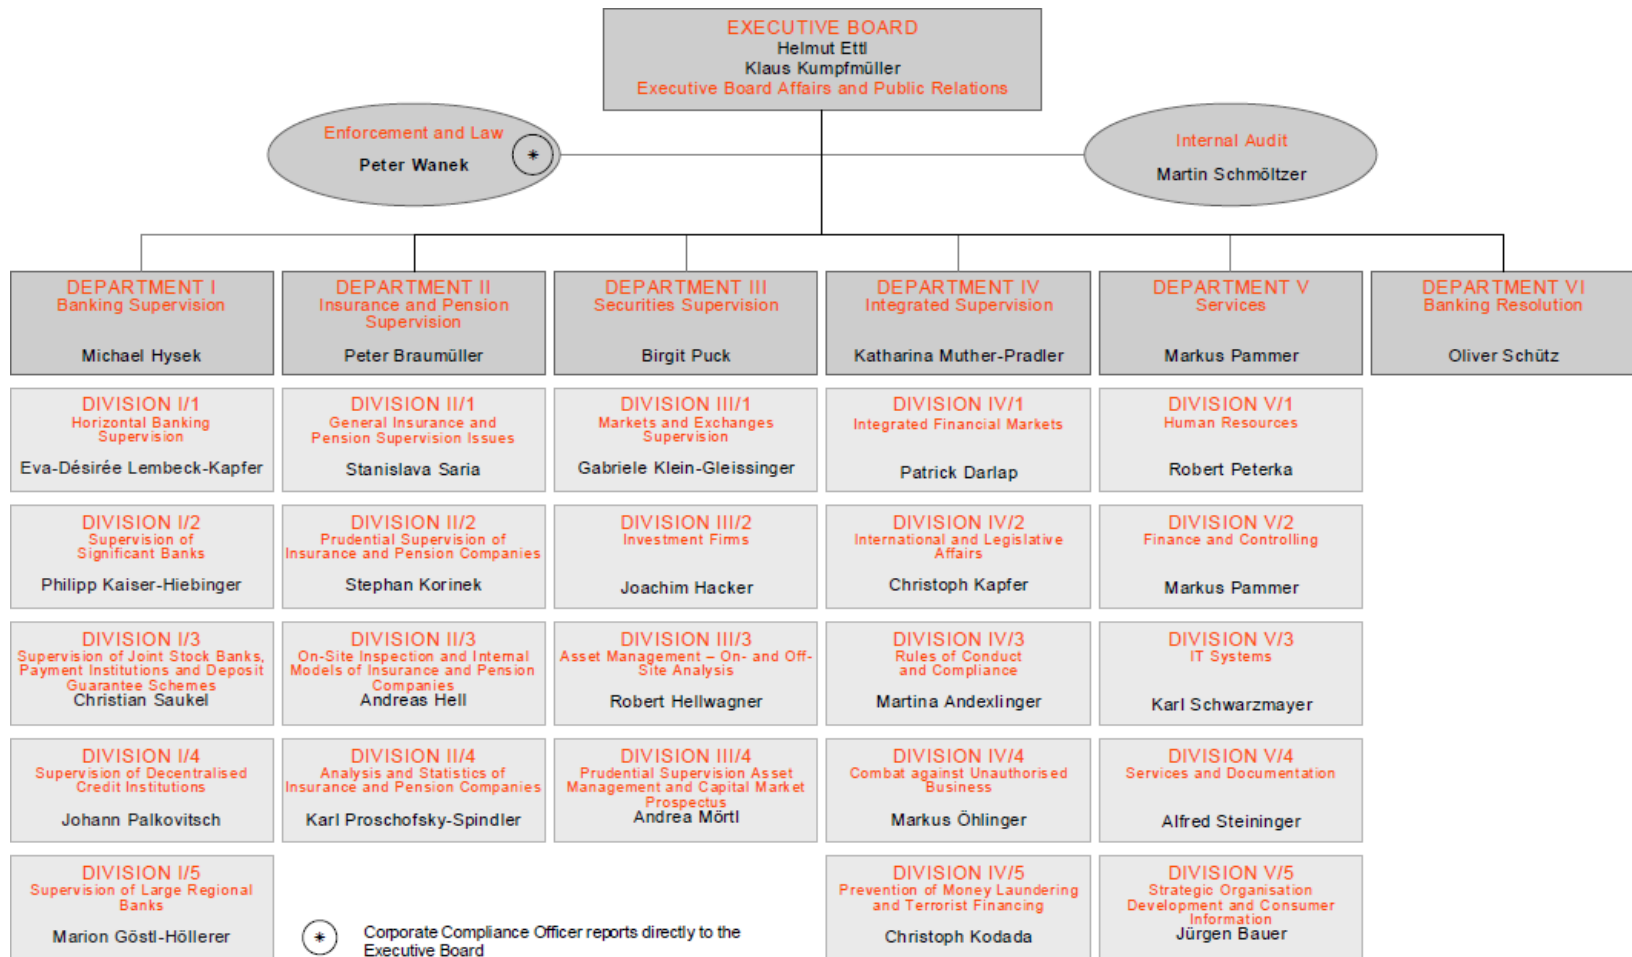 EXECUTIVE BOARD
Helmut Ettl
Klaus Kumpfmüller
Executive Board Affairs and Public Relations
Enforcement and Law
Peter Wanek
*
Internal Audit
Martin Schmöltzer
DEPARTMENT I
Banking Supervision
Michael Hysek
DEPARTMENT II
Insurance and Pension
Supervision
Peter Braumüller
DEPARTMENT III
Securities Supervision
Birgit Puck
DEPARTMENT IV
Integrated Supervision
Katharina Muther-Pradler
DEPARTMENT V
Services
Markus Pammer
DEPARTMENT VI
Banking Resolution
Oliver Schütz
DIVISION I/1
Horizontal Banking
Supervision
Eva-Désirée Lembeck-Kapfer
DIVISION II/1
General Insurance and
Pension Supervision Issues
Stanislava Saria
DIVISION III/1
Markets and Exchanges
Supervision
Gabriele Klein-Gleissinger
DIVISION IV/1
Integrated Financial Markets
Patrick Darlap
DIVISION V/1
Human Resources
Robert Peterka
DIVISION I/2
Supervision of
Significant Banks
Philipp Kaiser-Hiebinger
DIVISION II/2
Prudential Supervision of
Insurance and Pension Companies
Stephan Korinek
DIVISION III/2
Investment Firms
Joachim Hacker
DIVISION IV/2
International and Legislative
Affairs
Christoph Kapfer
DIVISION V/2
Finance and Controlling
Markus Pammer
DIVISION I/3
Supervision of Joint Stock Banks,
Payment Institutions and Deposit
Guarantee Schemes
Christian Saukel
DIVISION II/3
On-Site Inspection and Internal
Models of Insurance and Pension
Companies
Andreas Hell
DIVISION III/3
Asset Management – On- and Off-
Site Analysis
Robert Hellwagner
DIVISION IV/3
Rules of Conduct
and Compliance
Martina Andexlinger
DIVISION V/3
IT Systems
Karl Schwarzmayer
DIVISION I/4
Supervision of Decentralised
Credit Institutions
Johann Palkovitsch
DIVISION II/4
Analysis and Statistics of
Insurance and Pension Companies
Karl Proschofsky-Spindler
DIVISION III/4
Prudential Supervision Asset
Management and Capital Market
Prospectus
Andrea Mörtl
DIVISION IV/4
Combat against Unauthorised
Business
Markus Öhlinger
DIVISION V/4
Services and Documentation
Alfred Steininger
DIVISION I/5
Supervision of Large Regional
Banks
Marion Göstl-Höllerer
DIVISION IV/5
Prevention of Money Laundering
and Terrorist Financing
Christoph Kodada
DIVISION V/5
Strategic Organisation
Development and Consumer
Information
Jürgen Bauer
*
Corporate Compliance Officer reports directly to the
Executive Board